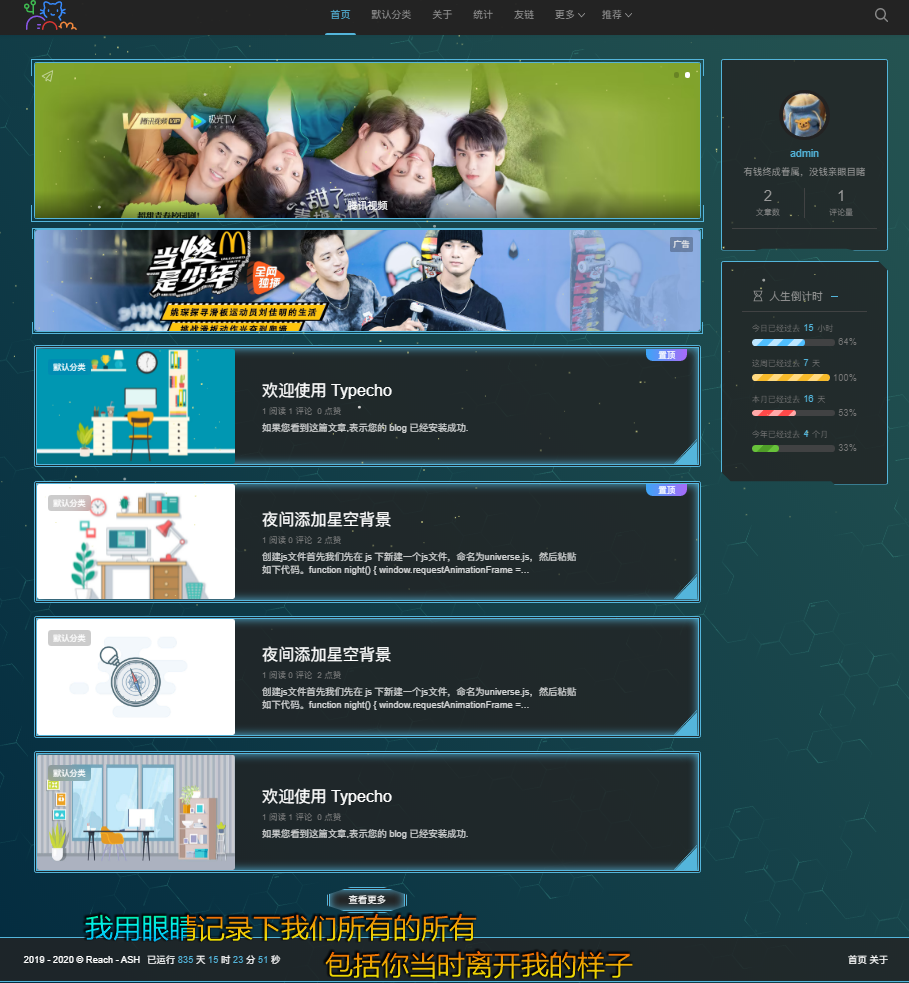 首页 默认分类 关于 统计 友链 更多 推荐
腾讯视频 VIP 极光TV
甜了
青梅
腾讯视频
当燃
是少年
全网
独播
广告
姚琛探寻滑板运动员刘佳明的生活
挑战滑板动作兴奋到跑调
默认分类
置顶
欢迎使用 Typecho
1 阅读 1 评论 0 点赞
如果您看到这篇文章,表示您的 blog 已经安装成功.
默认分类
置顶
夜间添加星空背景
1 阅读 0 评论 2 点赞
创建js文件首先我们先在 js 下新建一个js文件，命名为universe.js，然后粘贴
如下代码。function night() { window.requestAnimationFrame =...
默认分类
夜间添加星空背景
1 阅读 0 评论 2 点赞
创建js文件首先我们先在 js 下新建一个js文件，命名为universe.js，然后粘贴
如下代码。function night() { window.requestAnimationFrame =...
默认分类
欢迎使用 Typecho
1 阅读 1 评论 0 点赞
如果您看到这篇文章,表示您的 blog 已经安装成功.
查看更多
admin
有钱终成眷属，没钱亲眼目睹
2 1
文章数 评论量
人生倒计时
今日已经过去 15 小时
64%
这周已经过去 7 天
100%
本月已经过去 16 天
53%
今年已经过去 4 个月
33%
我用眼睛记录下我们所有的所有
包括你当时离开我的样子
2019 - 2020 © Reach - ASH 已运行 835 天 15 时 23 分 51 秒
首页 关于